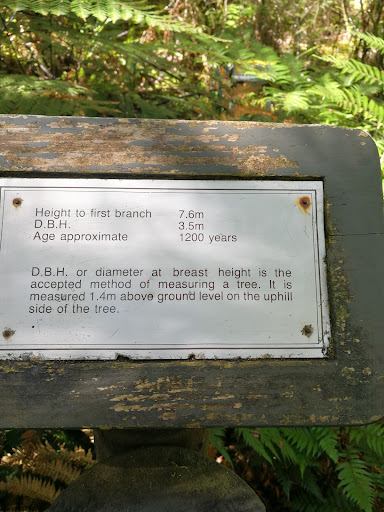 Height to first branch 7.6m
D.B.H. 3.5m
Age approximate 1200 years
D.B.H. or diameter at breast height is the
accepted method of measuring a tree. It is
measured 1.4m above ground level on the uphill
side of the tree.